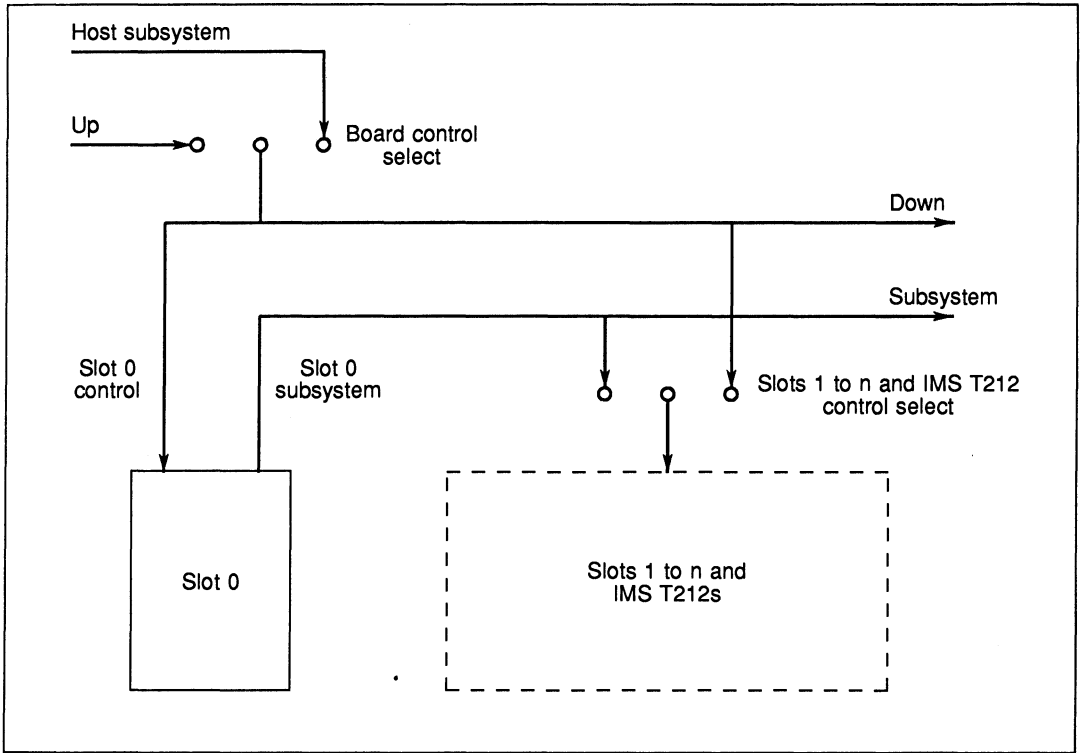 Host subsystem
Up
Board control
select
Down
Subsystem
Slot 0
control
Slot 0
subsystem
Slots 1 to n and IMS T212
control select
Slot 0
Slots 1 to n and
IMS T212s